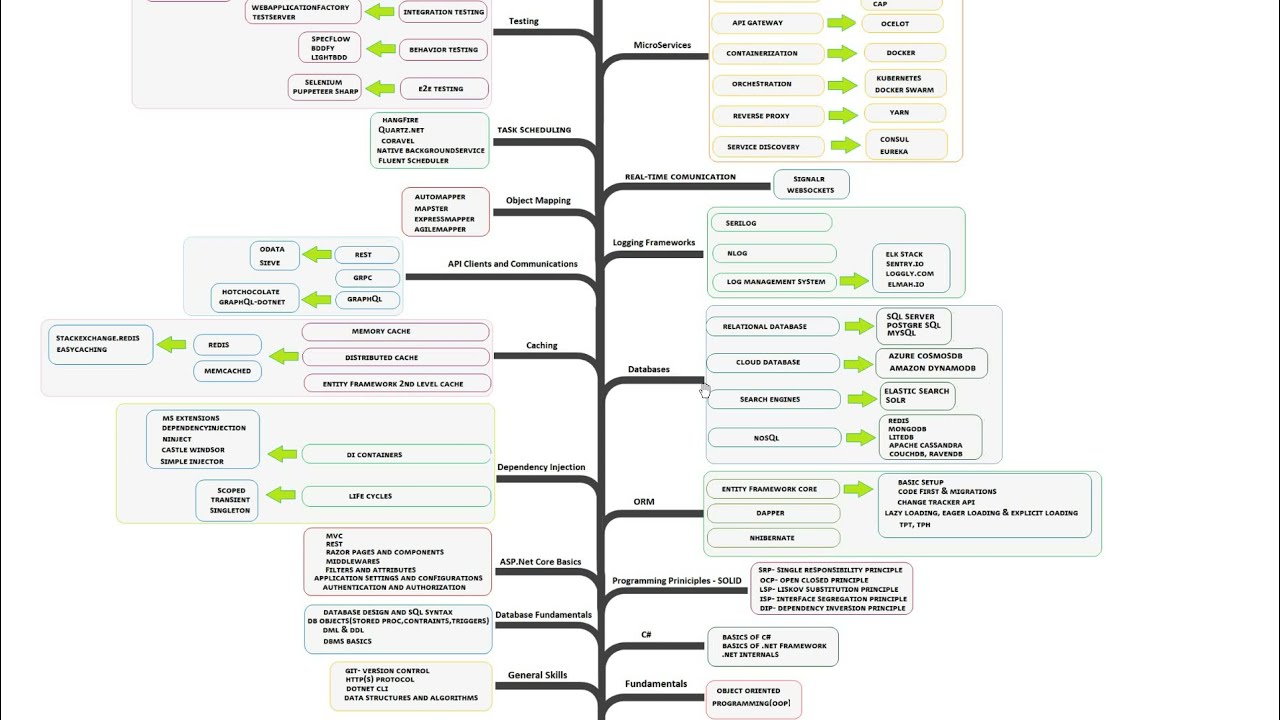 WEBAPPLICATIONFACTORY
TESTSERVER
INTEGRATION TESTING
Testing
SPECFLOW
BDDFY
LIGHTBDD
BEHAVIOR TESTING
SELENIUM
PUPPETEER SHARP
E2E TESTING
HANGFIRE
QUARTZ.NET
CORAVEL
NATIVE BACKGROUNDSERVICE
FLUENT SCHEDULER
TASK SCHEDULING
AUTOMAPPER
MAPSTER
EXPRESSMAPPER
AGILEMAPPER
Object Mapping
ODATA
SIEVE
REST
GRPC
HOTCHOCOLATE
GRAPHQL-DOTNET
GRAPHQL
API Clients and Communications
STACKEXCHANGE.REDIS
EASYCACHING
REDIS
MEMCACHED
MEMORY CACHE
DISTRIBUTED CACHE
ENTITY FRAMEWORK 2ND LEVEL CACHE
Caching
MS EXTENSIONS
DEPENDENCYINJECTION
NINJECT
CASTLE WINDSOR
SIMPLE INJECTOR
DI CONTAINERS
SCOPED
TRANSIENT
SINGLETON
LIFE CYCLES
Dependency Injection
MVC
REST
RAZOR PAGES AND COMPONENTS
MIDDLEWARES
FILTERS AND ATTRIBUTES
APPLICATION SETTINGS AND CONFIGURATIONS
AUTHENTICATION AND AUTHORIZATION
ASP.Net Core Basics
DATABASE DESIGN AND SQL SYNTAX
DB OBJECTS(STORED PROC,CONTRAINTS,TRIGGERS)
DML & DDL
DBMS BASICS
Database Fundamentals
GIT- VERSION CONTROL
HTTP(S) PROTOCOL
DOTNET CLI
DATA STRUCTURES AND ALGORITHMS
General Skills
MicroServices
CAP
API GATEWAY
OCELOT
CONTAINERIZATION
DOCKER
ORCHESTRATION
KUBERNETES
DOCKER SWARM
REVERSE PROXY
YARN
SERVICE DISCOVERY
CONSUL
EUREKA
REAL-TIME COMUNICATION
SIGNALR
WEBSOCKETS
Logging Frameworks
SERILOG
NLOG
LOG MANAGEMENT SYSTEM
ELK STACK
SENTRY.IO
LOGGLY.COM
ELMAH.IO
Databases
RELATIONAL DATABASE
SQL SERVER
POSTGRE SQL
MYSQL
CLOUD DATABASE
AZURE COSMOSDB
AMAZON DYNAMODB
SEARCH ENGINES
ELASTIC SEARCH
SOLR
NOSQL
REDIS
MONGODB
LITEDB
APACHE CASSANDRA
COUCHDB, RAVENDB
ORM
ENTITY FRAMEWORK CORE
DAPPER
NHIBERNATE
BASIC SETUP
CODE FIRST & MIGRATIONS
CHANGE TRACKER API
LAZY LOADING, EAGER LOADING & EXPLICIT LOADING
TPT, TPH
Programming Priniciples - SOLID
SRP- SINGLE RESPONSIBILITY PRINCIPLE
OCP- OPEN CLOSED PRINCIPLE
LSP- LISKOV SUBSTITUTION PRINCIPLE
ISP- INTERFACE SEGREGATION PRINCIPLE
DIP- DEPENDENCY INVERSION PRINCIPLE
C#
BASICS OF C#
BASICS OF .NET FRAMEWORK
.NET INTERNALS
Fundamentals
OBJECT ORIENTED
PROGRAMMING(OOP)